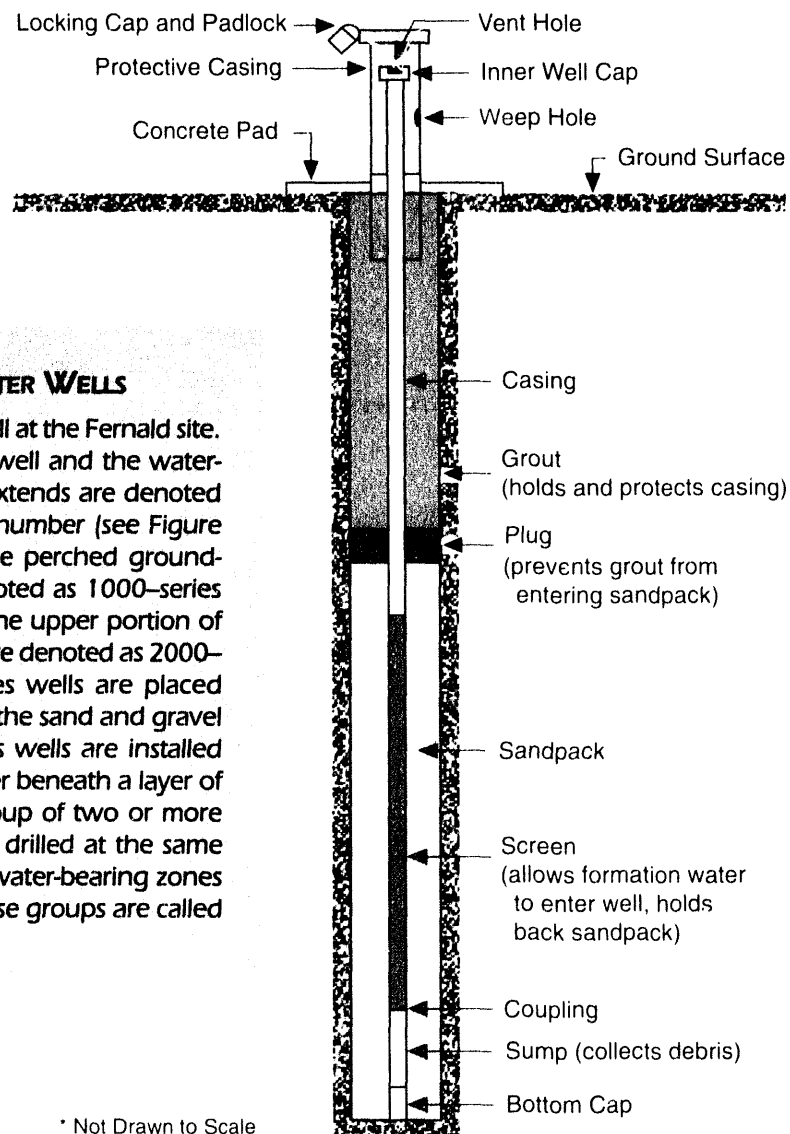 Locking Cap and Padlock
Vent Hole
Protective Casing
Inner Well Cap
Weep Hole
Concrete Pad
Ground Surface
TER WELLS
ll at the Fernald site.
well and the water-
xtends are denoted
number (see Figure
e perched ground-
oted as 1000–series
he upper portion of
re denoted as 2000–
es wells are placed
the sand and gravel
s wells are installed
er beneath a layer of
oup of two or more
drilled at the same
water-bearing zones
se groups are called
Casing
Grout
(holds and protects casing)
Plug
(prevents grout from
entering sandpack)
Sandpack
Screen
(allows formation water
to enter well, holds
back sandpack)
Coupling
Sump (collects debris)
Bottom Cap
* Not Drawn to Scale